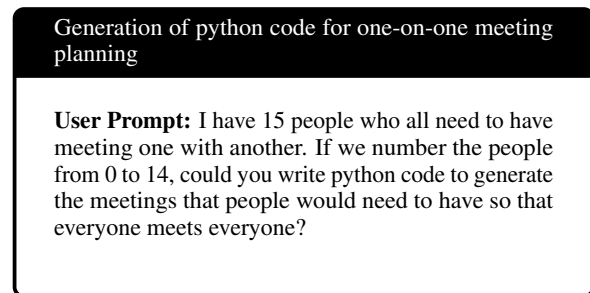 Generation of python code for one-on-one meeting
planning
User Prompt: I have 15 people who all need to have
meeting one with another. If we number the people
from 0 to 14, could you write python code to generate
the meetings that people would need to have so that
everyone meets everyone?